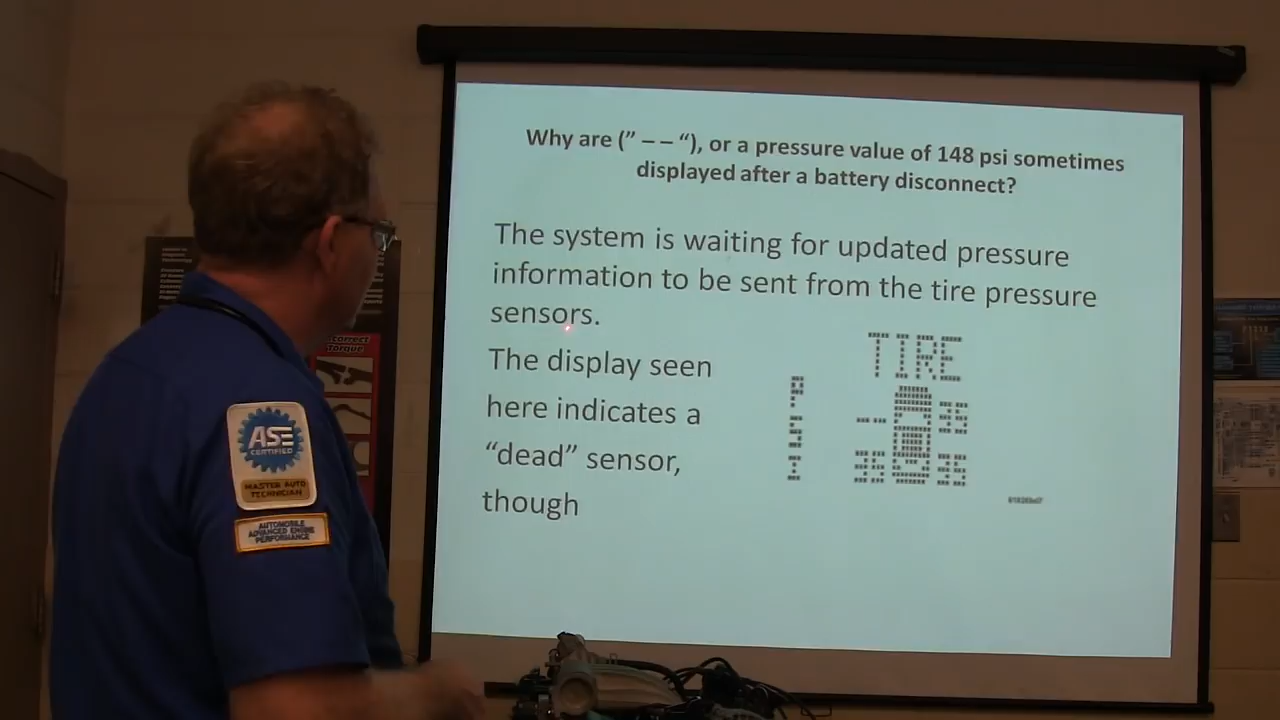 Why are (” – – “), or a pressure value of 148 psi sometimes
displayed after a battery disconnect?
The system is waiting for updated pressure
information to be sent from the tire pressure
sensors.
The display seen
here indicates a
“dead” sensor,
though
TIRE
ASE
CERTIFIED
MASTER AUTO
TECHNICIAN
AUTOMOBILE
ADVANCED ENGINE
PERFORMANCE
Torque